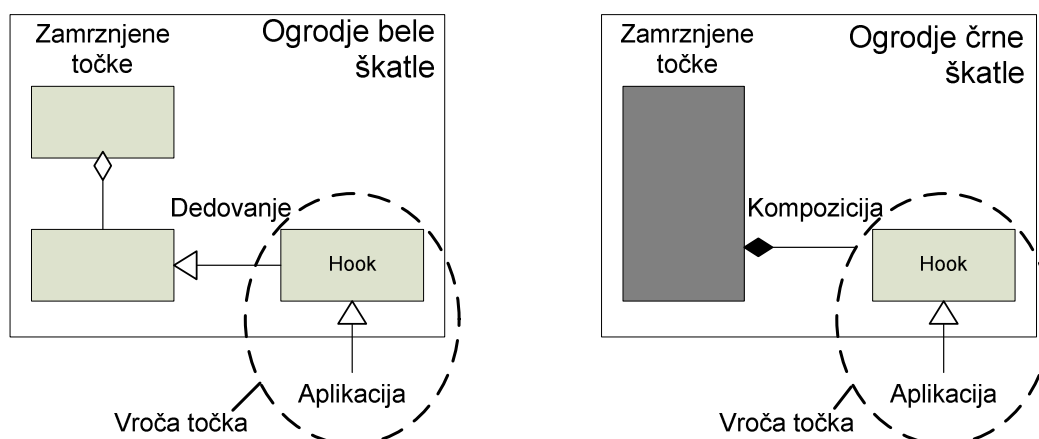 Zamrznjene
točke
Ogrodje bele
škatle
Dedovanje
Hook
Aplikacija
Vroča točka
Zamrznjene
točke
Ogrodje črne
škatle
Kompozicija
Hook
Aplikacija
Vroča točka